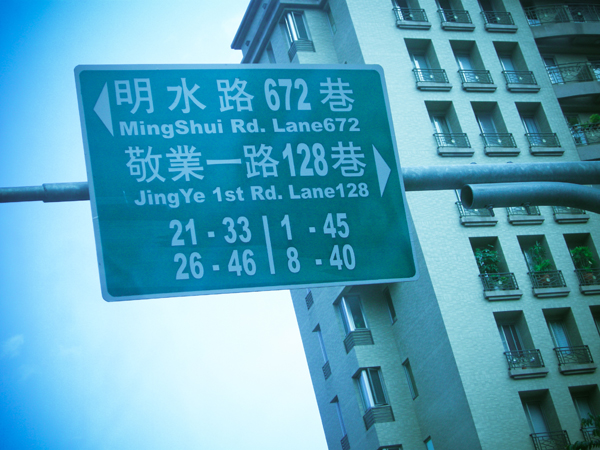 明水路672巷
MingShui Rd. Lane672
敬業一路128巷
JingYe 1st Rd. Lane128
21 - 33 | 1 - 45
26 - 46 | 8 - 40